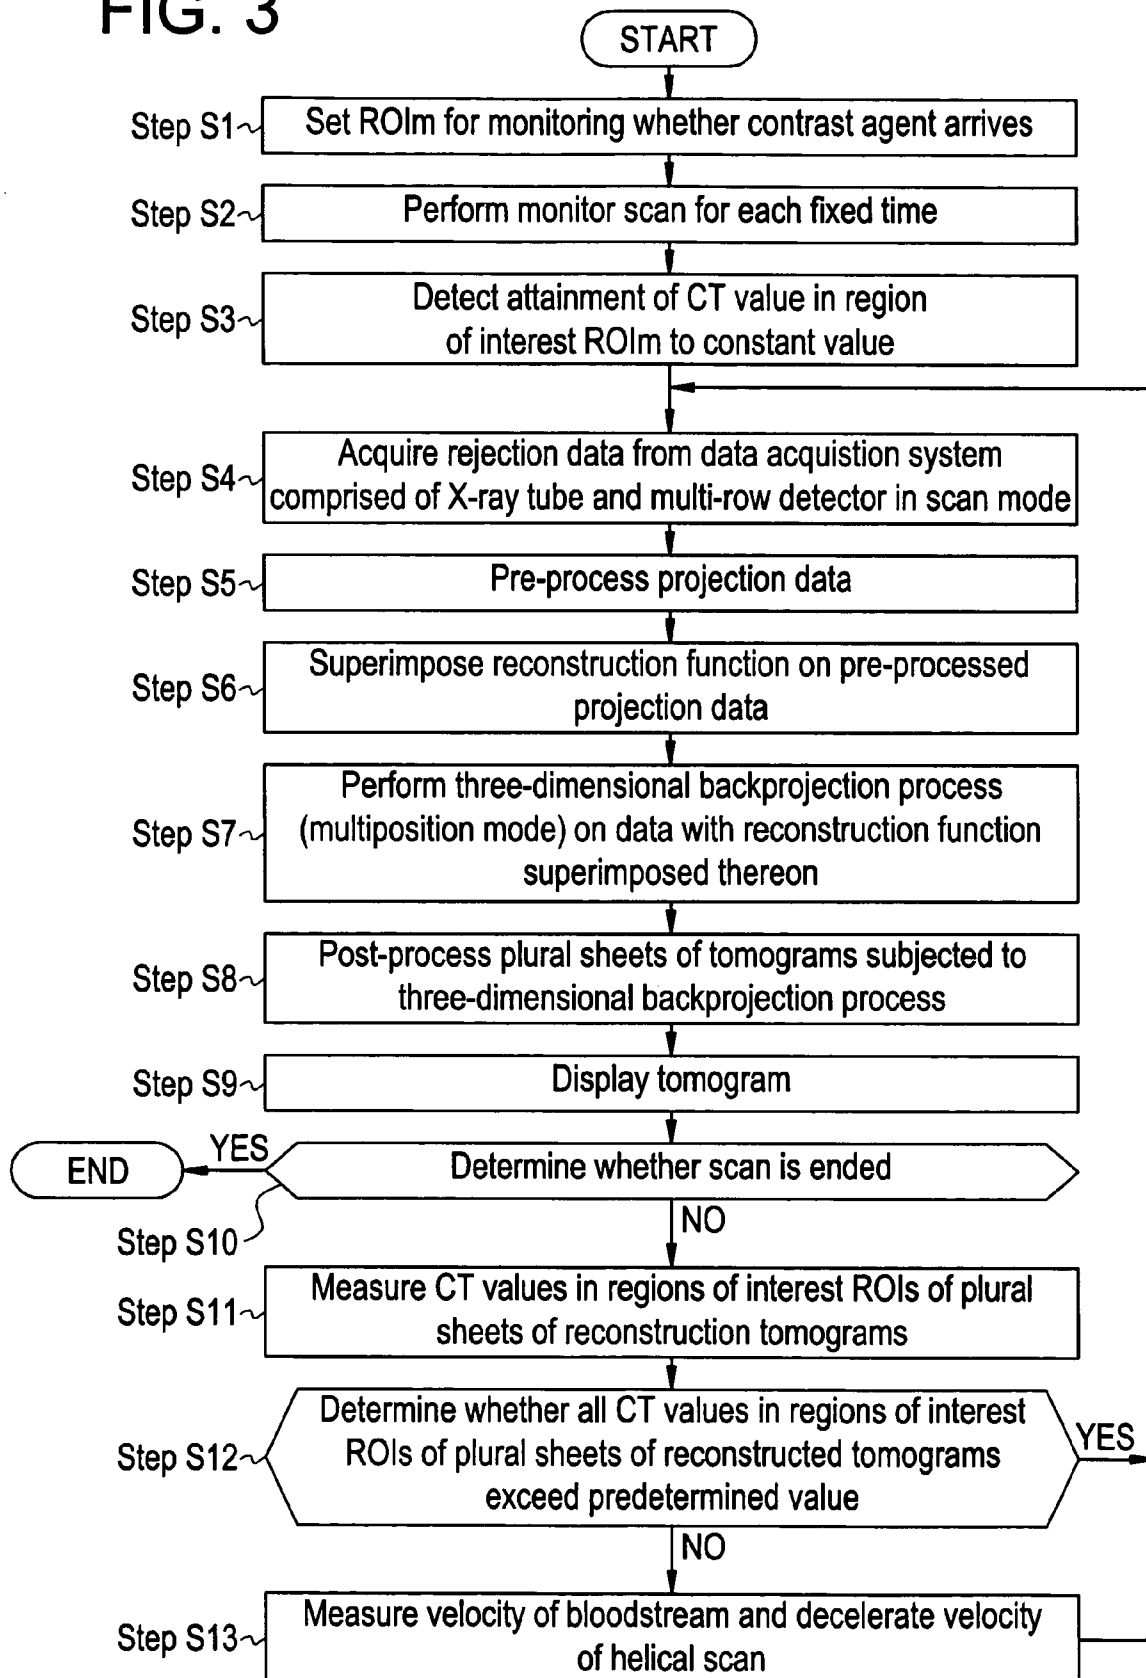 FIG. 3
START
Step S1
Set ROIm for monitoring whether contrast agent arrives
Step S2
Perform monitor scan for each fixed time
Step S3
Detect attainment of CT value in region
of interest ROIm to constant value
Step S4
Acquire rejection data from data acquistion system
comprised of X-ray tube and multi-row detector in scan mode
Step S5
Pre-process projection data
Step S6
Superimpose reconstruction function on pre-processed
projection data
Step S7
Perform three-dimensional backprojection process
(multiposition mode) on data with reconstruction function
superimposed thereon
Step S8
Post-process plural sheets of tomograms subjected to
three-dimensional backprojection process
Step S9
Display tomogram
END
YES
Determine whether scan is ended
Step S10
NO
Step S11
Measure CT values in regions of interest ROIs of plural
sheets of reconstruction tomograms
Step S12
Determine whether all CT values in regions of interest
ROIs of plural sheets of reconstructed tomograms
exceed predetermined value
YES
NO
Step S13
Measure velocity of bloodstream and decelerate velocity
of helical scan